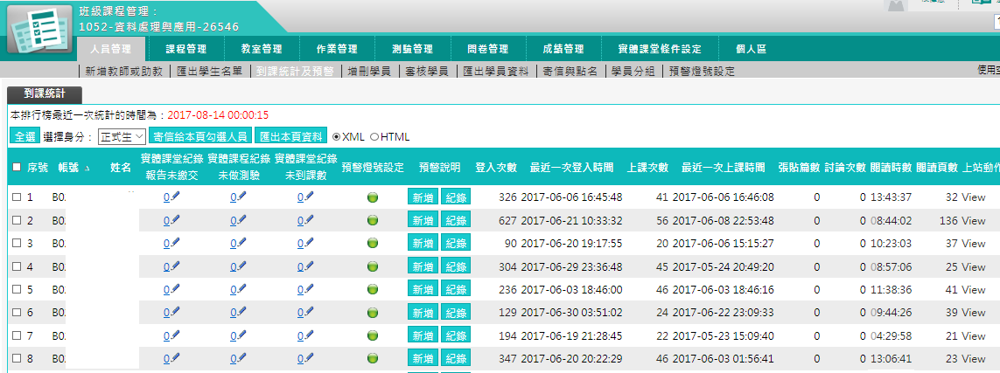 班級課程管理：
1052-資料處理與應用-26546
人員管理 課程管理 教室管理 作業管理 測驗管理 問卷管理 成績管理 實體課堂條件設定 個人區
新增教師或助教 匯出學生名單 到課統計及預警 增刪學員 審核學員 匯出學員資料 寄信與點名 學員分組 預警燈號設定 使用空
到課統計
本排行榜最近一次統計的時間為：2017-08-14 00:00:15
全選 選擇身分： 正式生 寄信給本頁勾選人員 匯出本頁資料 XML HTML
序號 帳號 姓名 實體課堂紀錄 報告未繳交 實體課程紀錄 未做測驗 實體課堂紀錄 未到課數 預警燈號設定 預警說明 登入次數 最近一次登入時間 上課次數 最近一次上課時間 張貼篇數 討論次數 閱讀時數 閱讀頁數 上站動作
1 B0 0 0 0 新增 紀錄 326 2017-06-06 16:45:48 41 2017-06-06 16:46:08 0 0 13:43:37 32 View
2 B0 0 0 0 新增 紀錄 627 2017-06-21 10:33:32 56 2017-06-08 22:53:48 0 0 08:44:02 136 View
3 B0 0 0 0 新增 紀錄 90 2017-06-20 19:17:55 20 2017-06-06 15:15:27 0 0 10:23:03 37 View
4 B0 0 0 0 新增 紀錄 304 2017-06-29 23:36:48 45 2017-05-24 20:49:20 0 0 08:57:06 25 View
5 B0 0 0 0 新增 紀錄 236 2017-06-03 18:46:00 46 2017-06-03 18:46:16 0 0 11:38:36 41 View
6 B0 0 0 0 新增 紀錄 129 2017-06-30 03:51:02 24 2017-06-22 23:09:33 0 0 09:44:26 39 View
7 B0 0 0 0 新增 紀錄 194 2017-06-19 21:28:45 22 2017-05-23 15:09:40 0 0 04:29:58 21 View
8 B0 0 0 0 新增 紀錄 347 2017-06-20 20:22:29 46 2017-06-03 01:56:41 0 0 13:06:41 23 View